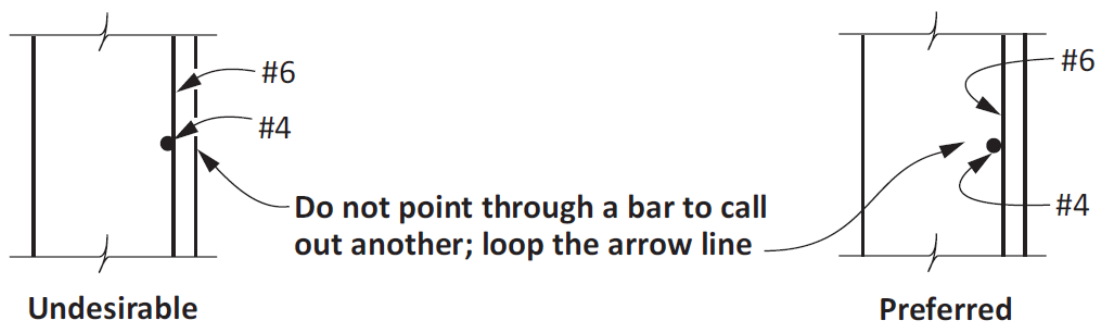 #6
#4
#6
#4
Do not point through a bar to call
out another; loop the arrow line
Undesirable
Preferred